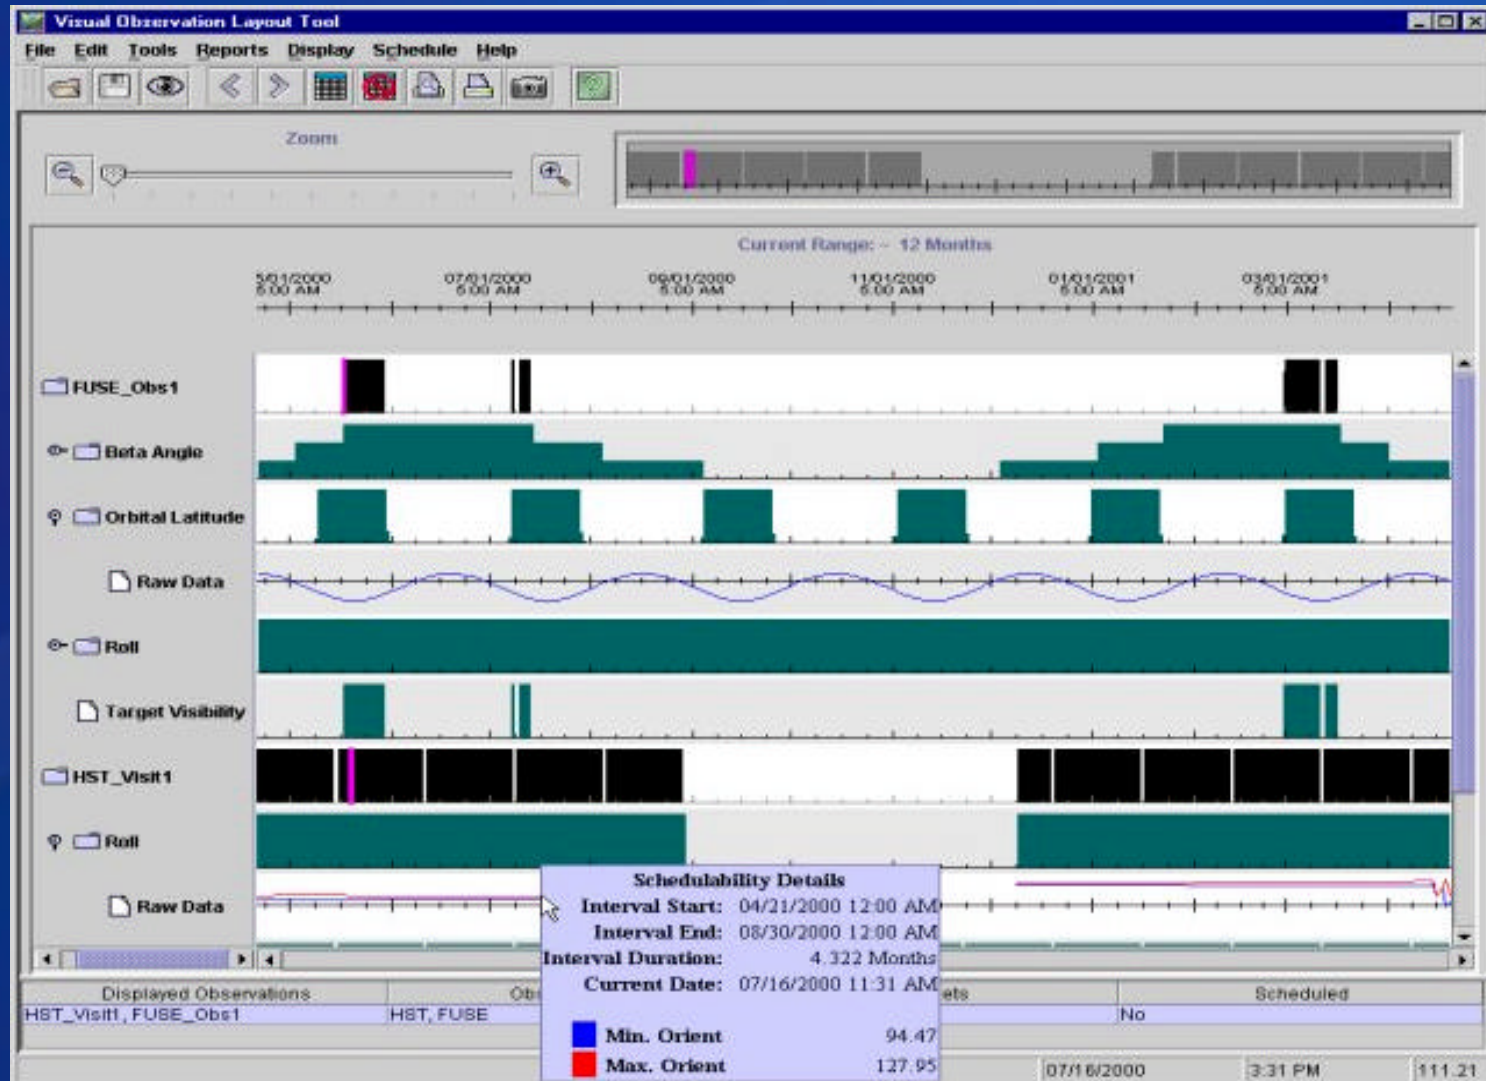 Visual Observation Layout Tool
File Edit Tools Reports Display Schedule Help
Zoom
Current Range: ~ 12 Months
5/01/2000 07/01/2000 09/01/2000 11/01/2000 01/01/2001 03/01/2001
5:00 AM 5:00 AM 5:00 AM 5:00 AM 5:00 AM 5:00 AM
FUSE_Obs1
Beta Angle
Orbital Latitude
Raw Data
Roll
Target Visibility
HST_Visit1
Roll
Raw Data
Schedulability Details
Interval Start: 04/21/2000 12:00 AM
Interval End: 08/30/2000 12:00 AM
Interval Duration: 4.322 Months
Current Date: 07/16/2000 11:31 AM
Min. Orient 94.47
Max. Orient 127.95
Displayed Observations Obs ets Scheduled
HST_Visit1, FUSE_Obs1 HST, FUSE No
07/16/2000 3:31 PM 111.21